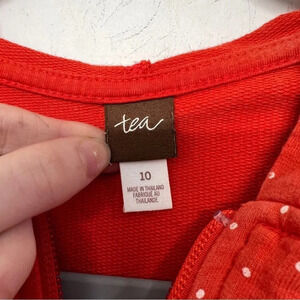 tea
10
MADE IN THAILAND
FABRIQUÉ AU
THAÏLANDE